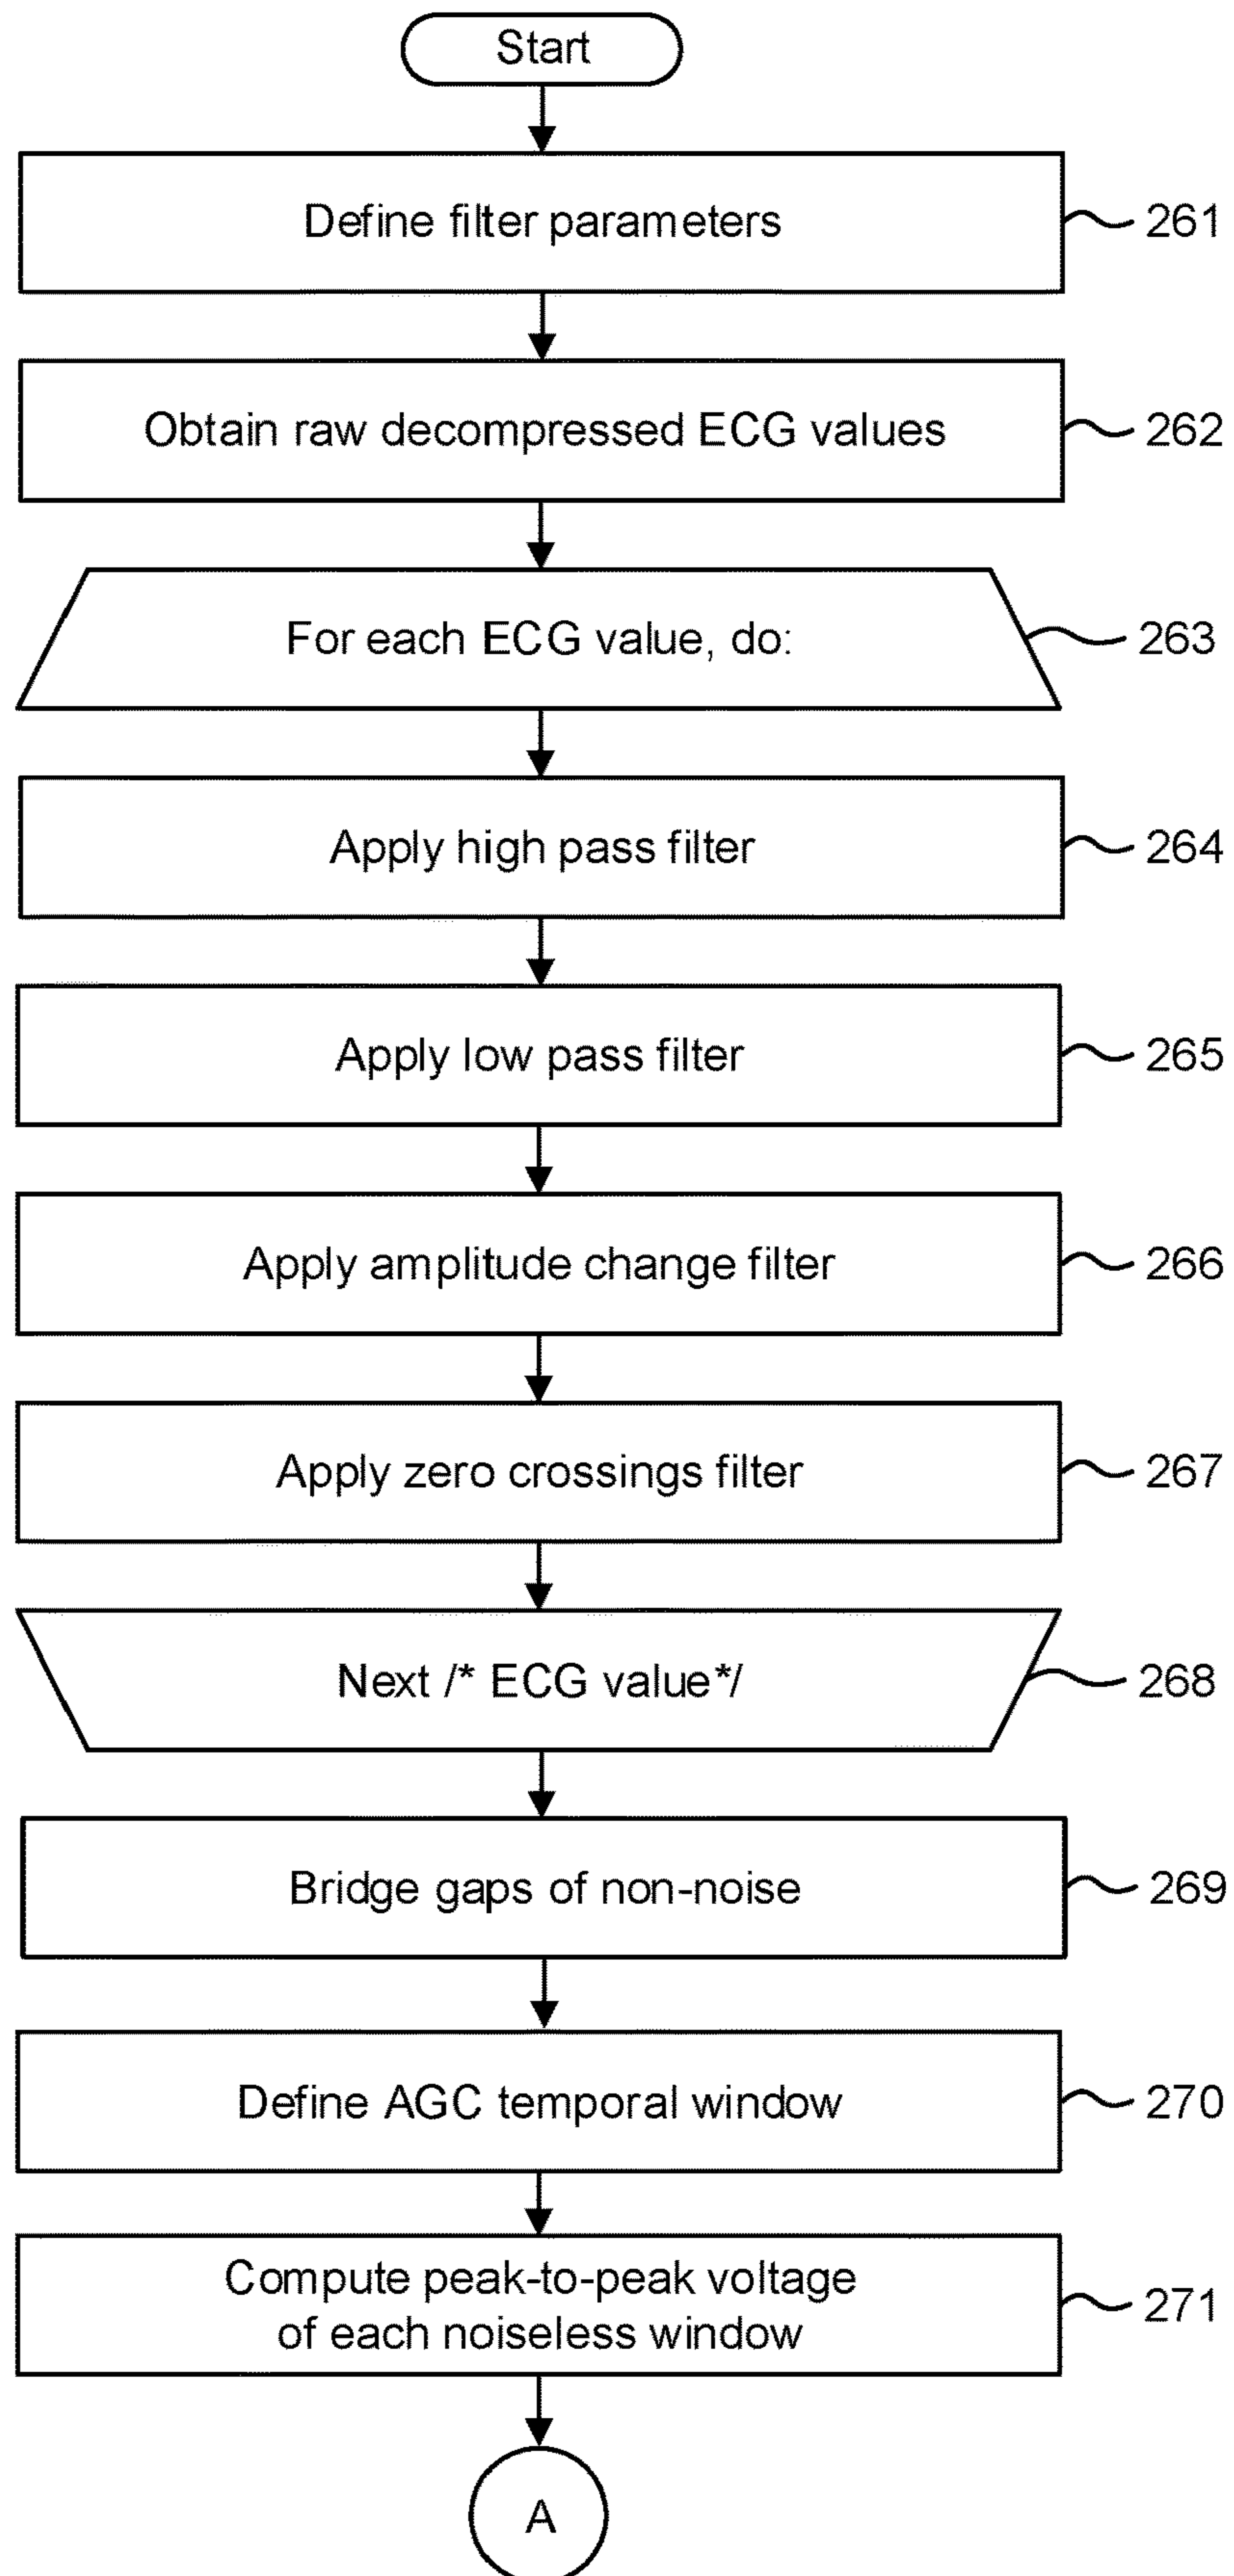 Start
Define filter parameters
261
Obtain raw decompressed ECG values
262
For each ECG value, do:
263
Apply high pass filter
264
Apply low pass filter
265
Apply amplitude change filter
266
Apply zero crossings filter
267
Next /* ECG value*/
268
Bridge gaps of non-noise
269
Define AGC temporal window
270
Compute peak-to-peak voltage
of each noiseless window
271
A